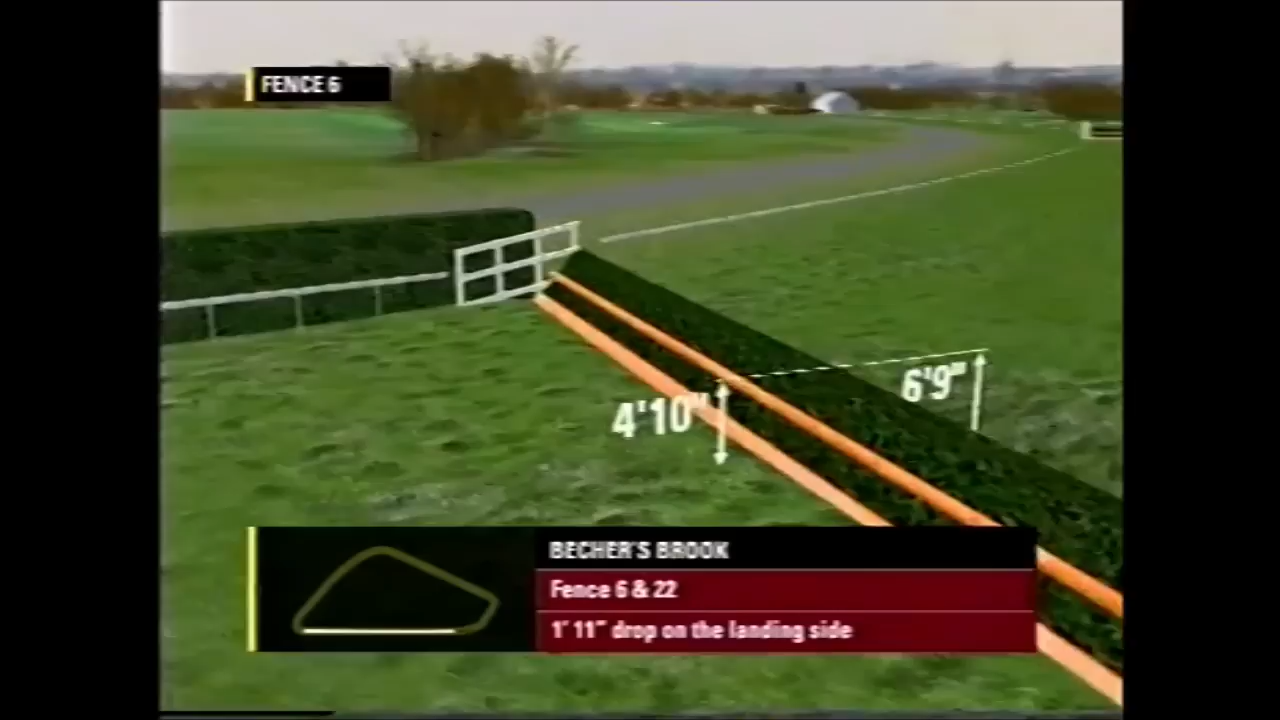 FENCE 6
6'9"
4'10"
BECHER'S BROOK
Fence 6 & 22
1' 11" drop on the landing side